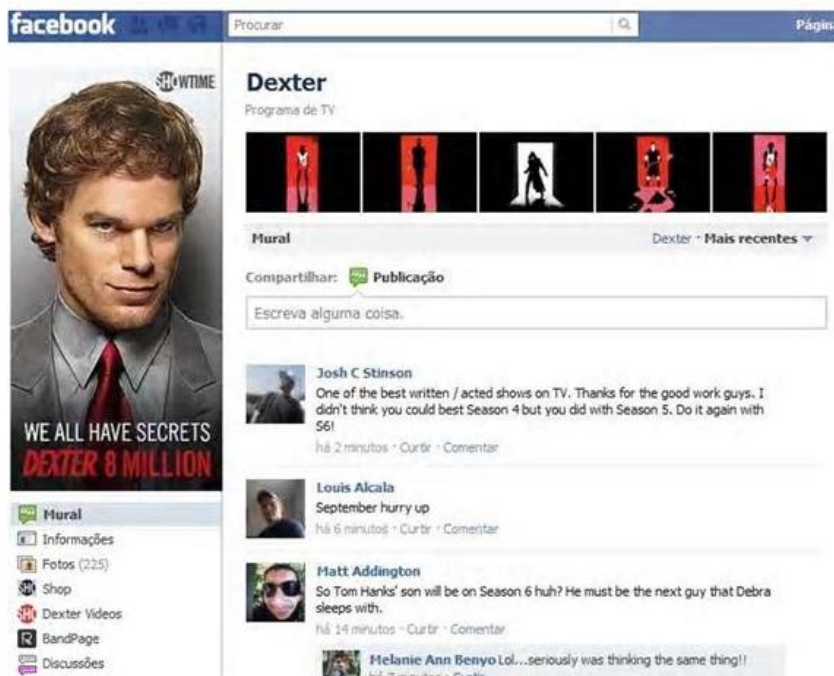 facebook
Procurar
Págin
SHOWTIME
Dexter
Programa de TV
Mural
Dexter · Mais recentes
Compartilhar: Publicação
Escreva alguma coisa.
Josh C Stinson
One of the best written / acted shows on TV. Thanks for the good work guys. I
didn't think you could best Season 4 but you did with Season 5. Do it again with
S6!
há 2 minutos · Curtir · Comentar
Louis Alcala
September hurry up
há 6 minutos · Curtir · Comentar
Matt Addington
So Tom Hanks' son will be on Season 6 huh? He must be the next guy that Debra
sleeps with.
há 14 minutos · Curtir · Comentar
Melanie Ann Benyo Lol...seriously was thinking the same thing!!
WE ALL HAVE SECRETS
DEXTER 8 MILLION
Mural
Informações
Fotos (225)
SHO Shop
SHO Dexter Videos
R BandPage
Discussões